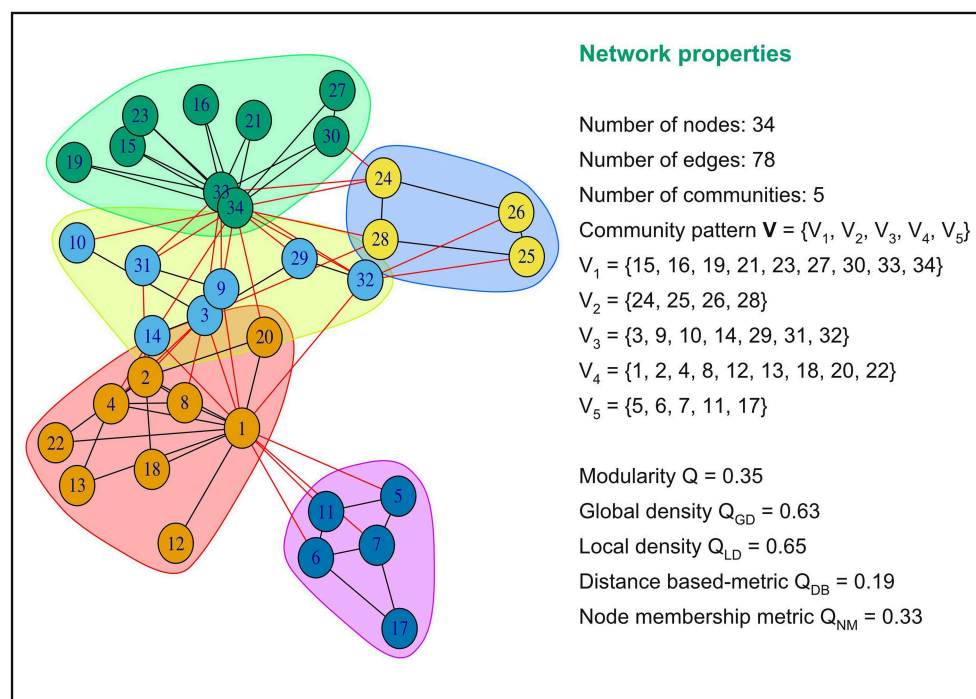 Network properties
Number of nodes: 34
Number of edges: 78
Number of communities: 5
Community pattern V = {V1, V2, V3, V4, V5}
V1 = {15, 16, 19, 21, 23, 27, 30, 33, 34}
V2 = {24, 25, 26, 28}
V3 = {3, 9, 10, 14, 29, 31, 32}
V4 = {1, 2, 4, 8, 12, 13, 18, 20, 22}
V5 = {5, 6, 7, 11, 17}
Modularity Q = 0.35
Global density QGD = 0.63
Local density QLD = 0.65
Distance based-metric QDB = 0.19
Node membership metric QNM = 0.33
27
16
23
21
30
15
19
24
33
34
26
28
10
25
29
31
32
9
3
14
20
2
4
8
1
22
18
13
5
11
12
7
6
17